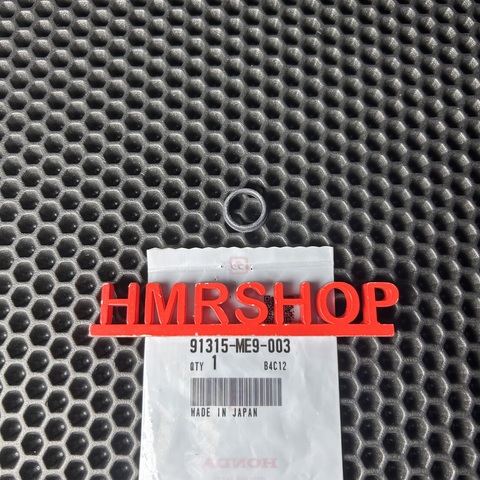 HMRSHOP
91315-ME9-003
QTY 1 B4C12
MADE IN JAPAN
HONDA